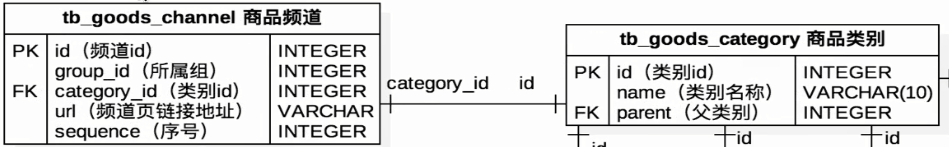 tb_goods_channel 商品频道
PK id（频道id） INTEGER
group_id（所属组） INTEGER
FK category_id（类别id） INTEGER
url（频道页链接地址） VARCHAR
sequence（序号） INTEGER
category_id id
tb_goods_category 商品类别
PK id（类别id） INTEGER
name（类别名称） VARCHAR(10)
FK parent（父类别） INTEGER
id
id
id